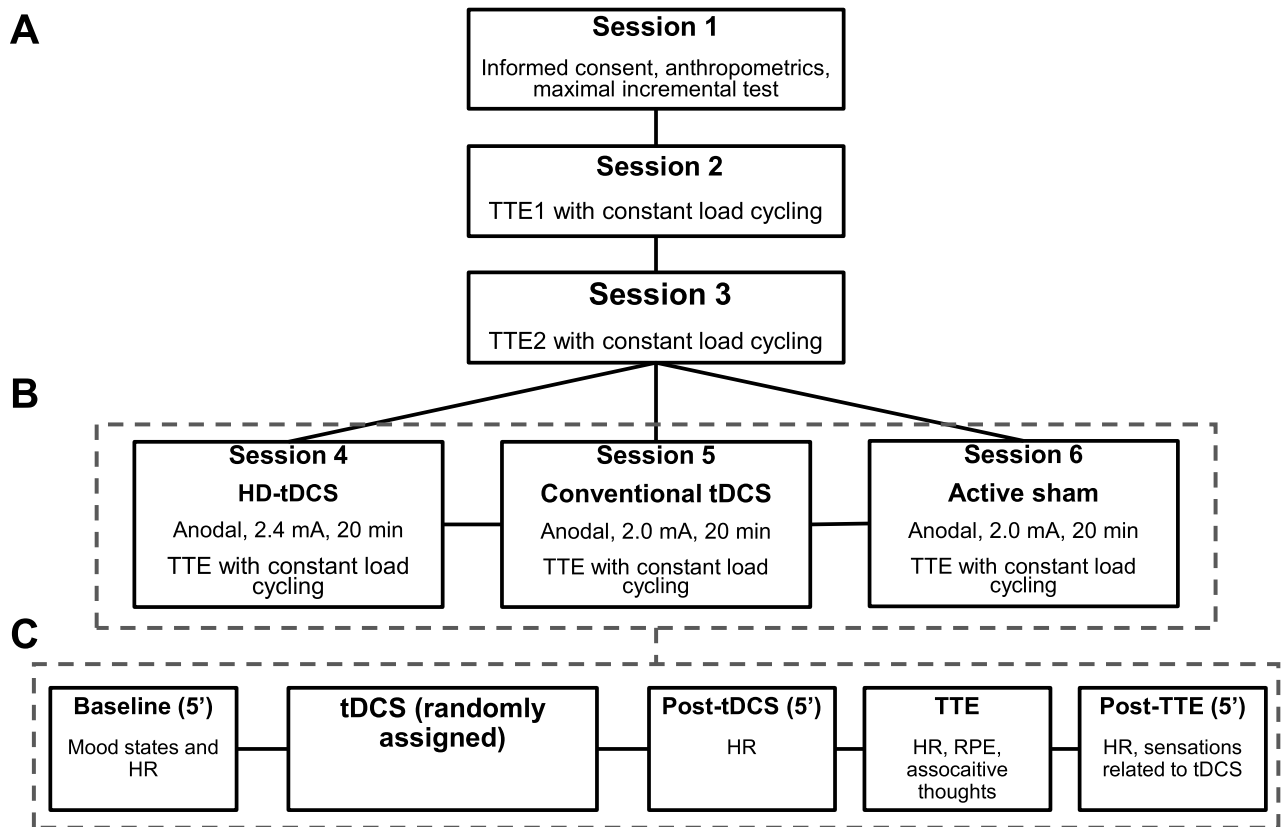 A
Session 1
Informed consent, anthropometrics,
maximal incremental test
Session 2
TTE1 with constant load cycling
Session 3
TTE2 with constant load cycling
B
Session 4
HD-tDCS
Anodal, 2.4 mA, 20 min
TTE with constant load
cycling
Session 5
Conventional tDCS
Anodal, 2.0 mA, 20 min
TTE with constant load
cycling
Session 6
Active sham
Anodal, 2.0 mA, 20 min
TTE with constant load
cycling
C
Baseline (5’)
Mood states and
HR
tDCS (randomly
assigned)
Post-tDCS (5’)
HR
TTE
HR, RPE,
assocaitive
thoughts
Post-TTE (5’)
HR, sensations
related to tDCS